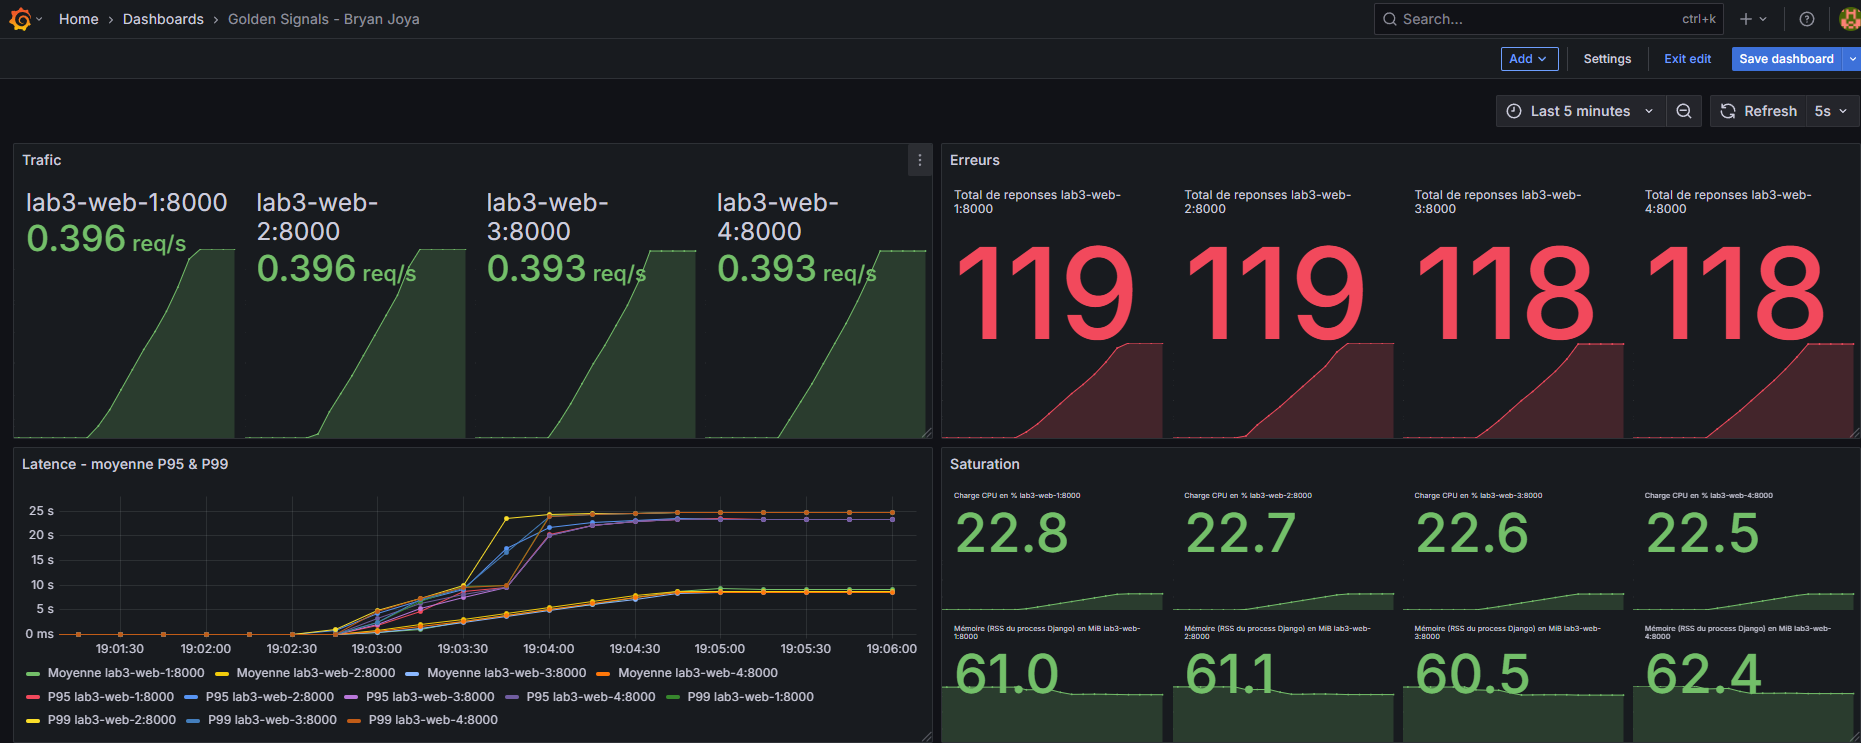 Home › Dashboards › Golden Signals - Bryan Joya
Search... ctrl+k
Add Settings Exit edit Save dashboard
Last 5 minutes Refresh 5s
Trafic
lab3-web-1:8000
0.396 req/s
lab3-web-
2:8000
0.396 req/s
lab3-web-
3:8000
0.393 req/s
lab3-web-
4:8000
0.393 req/s
Erreurs
Total de reponses lab3-web-
1:8000
119
Total de reponses lab3-web-
2:8000
119
Total de reponses lab3-web-
3:8000
118
Total de reponses lab3-web-
4:8000
118
Latence - moyenne P95 & P99
25 s
20 s
15 s
10 s
5 s
0 ms
19:01:30 19:02:00 19:02:30 19:03:00 19:03:30 19:04:00 19:04:30 19:05:00 19:05:30 19:06:00
Moyenne lab3-web-1:8000 Moyenne lab3-web-2:8000 Moyenne lab3-web-3:8000 Moyenne lab3-web-4:8000
P95 lab3-web-1:8000 P95 lab3-web-2:8000 P95 lab3-web-3:8000 P95 lab3-web-4:8000 P99 lab3-web-1:8000
P99 lab3-web-2:8000 P99 lab3-web-3:8000 P99 lab3-web-4:8000
Saturation
Charge CPU en % lab3-web-1:8000
22.8
Charge CPU en % lab3-web-2:8000
22.7
Charge CPU en % lab3-web-3:8000
22.6
Charge CPU en % lab3-web-4:8000
22.5
Mémoire (RSS du process Django) en MiB lab3-web-
1:8000
61.0
Mémoire (RSS du process Django) en MiB lab3-web-
2:8000
61.1
Mémoire (RSS du process Django) en MiB lab3-web-
3:8000
60.5
Mémoire (RSS du process Django) en MiB lab3-web-
4:8000
62.4